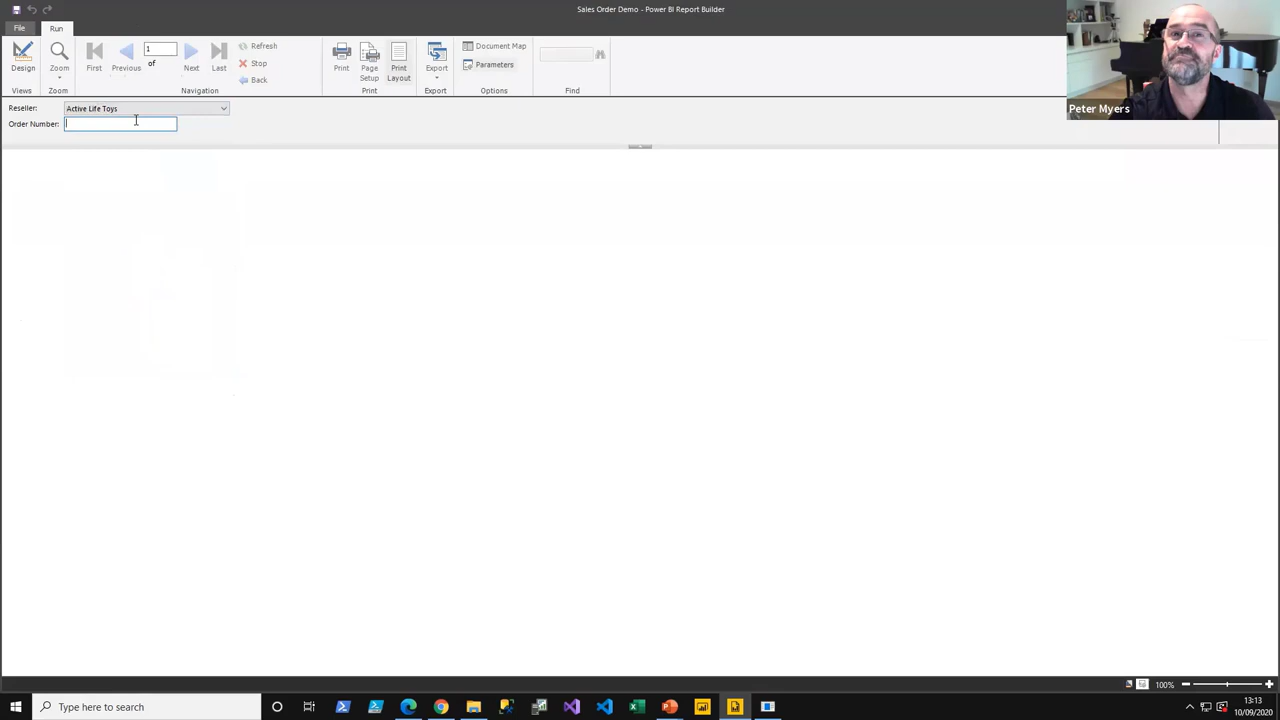 Sales Order Demo - Power BI Report Builder
File
Run
Design
Views
Zoom
Zoom
First
Previous
1
of
Next
Last
Refresh
Stop
Back
Navigation
Print
Page Setup
Print Layout
Print
Export
Export
Document Map
Parameters
Options
Find
Peter Myers
Reseller:
Active Life Toys
Order Number:
100%
Type here to search
13:13
10/09/2020